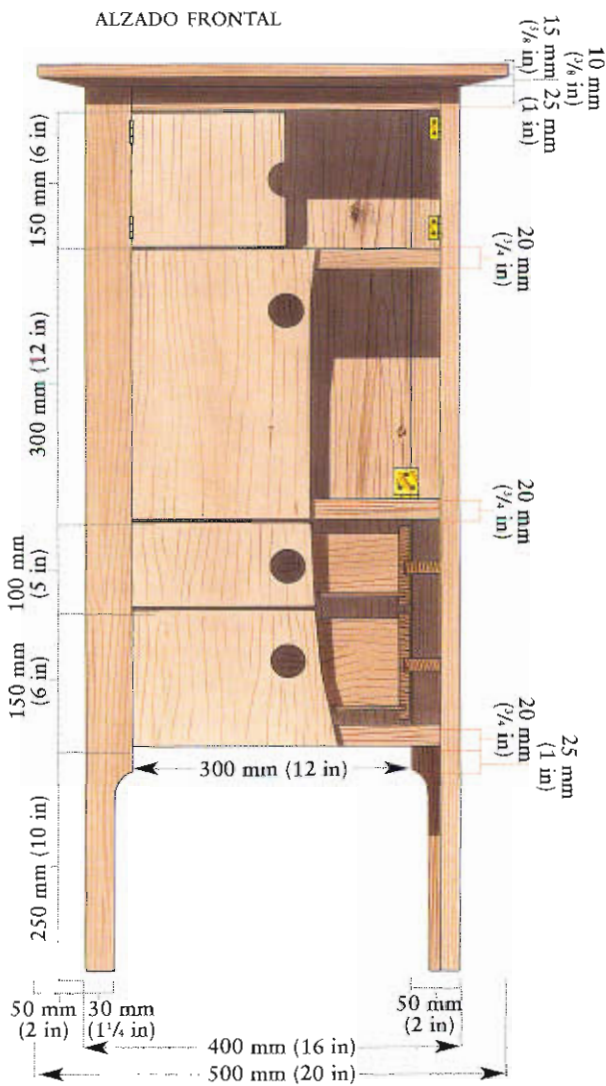 ALZADO FRONTAL
10 mm
(³/₈ in)
15 mm
(⁵/₈ in)
25 mm
(1 in)
150 mm (6 in)
20 mm
(³/₄ in)
300 mm (12 in)
20 mm
(³/₄ in)
100 mm
(5 in)
150 mm
(6 in)
20 mm
(³/₄ in)
25 mm
(1 in)
300 mm (12 in)
250 mm (10 in)
50 mm
(2 in)
30 mm
(1¹/₄ in)
50 mm
(2 in)
400 mm (16 in)
500 mm (20 in)